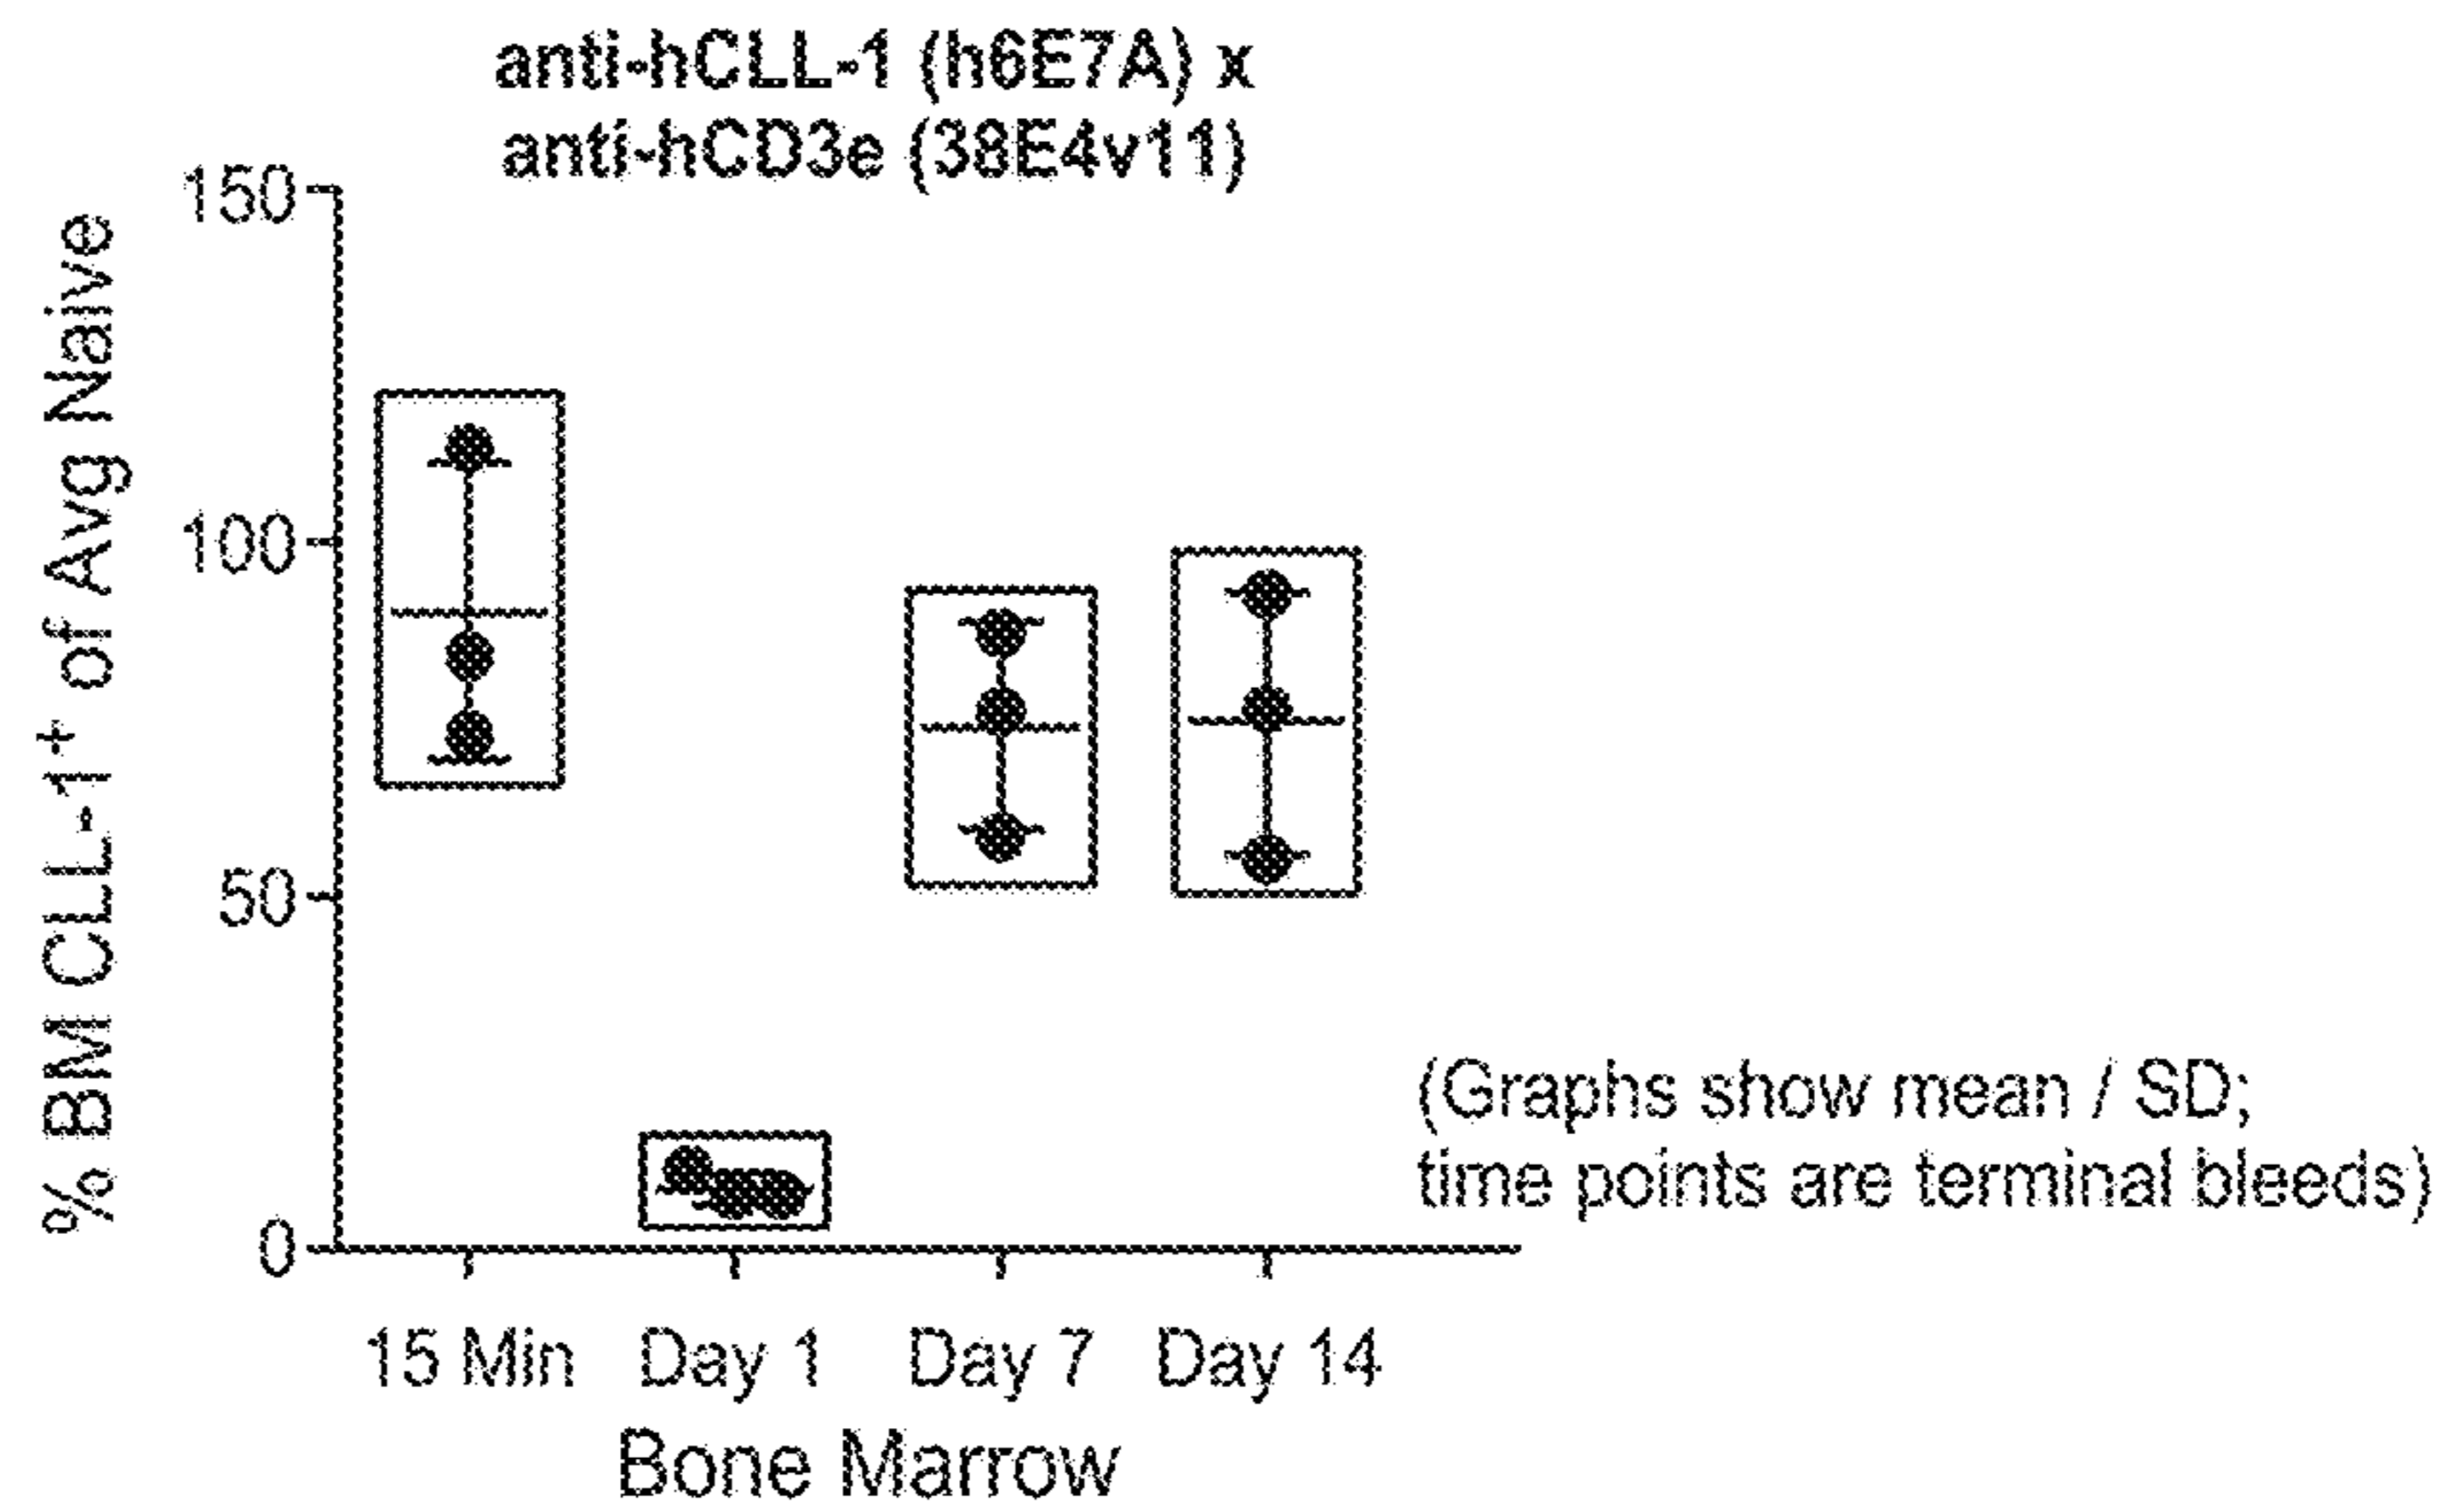 anti-hCLL-1 (h6E7A) x
anti-hCD3e (38E4v11)
% BM CLL-1⁺ of Avg Naive
150
100
50
0
15 Min Day 1 Day 7 Day 14
Bone Marrow
(Graphs show mean / SD;
time points are terminal bleeds)